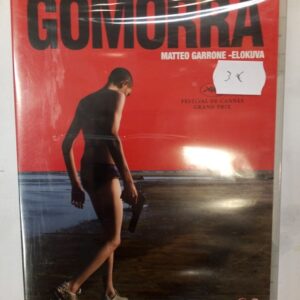 GOMORRA
MATTEO GARRONE -ELOKUVA
3€
FESTIVAL DE CANNES
GRAND PRIX